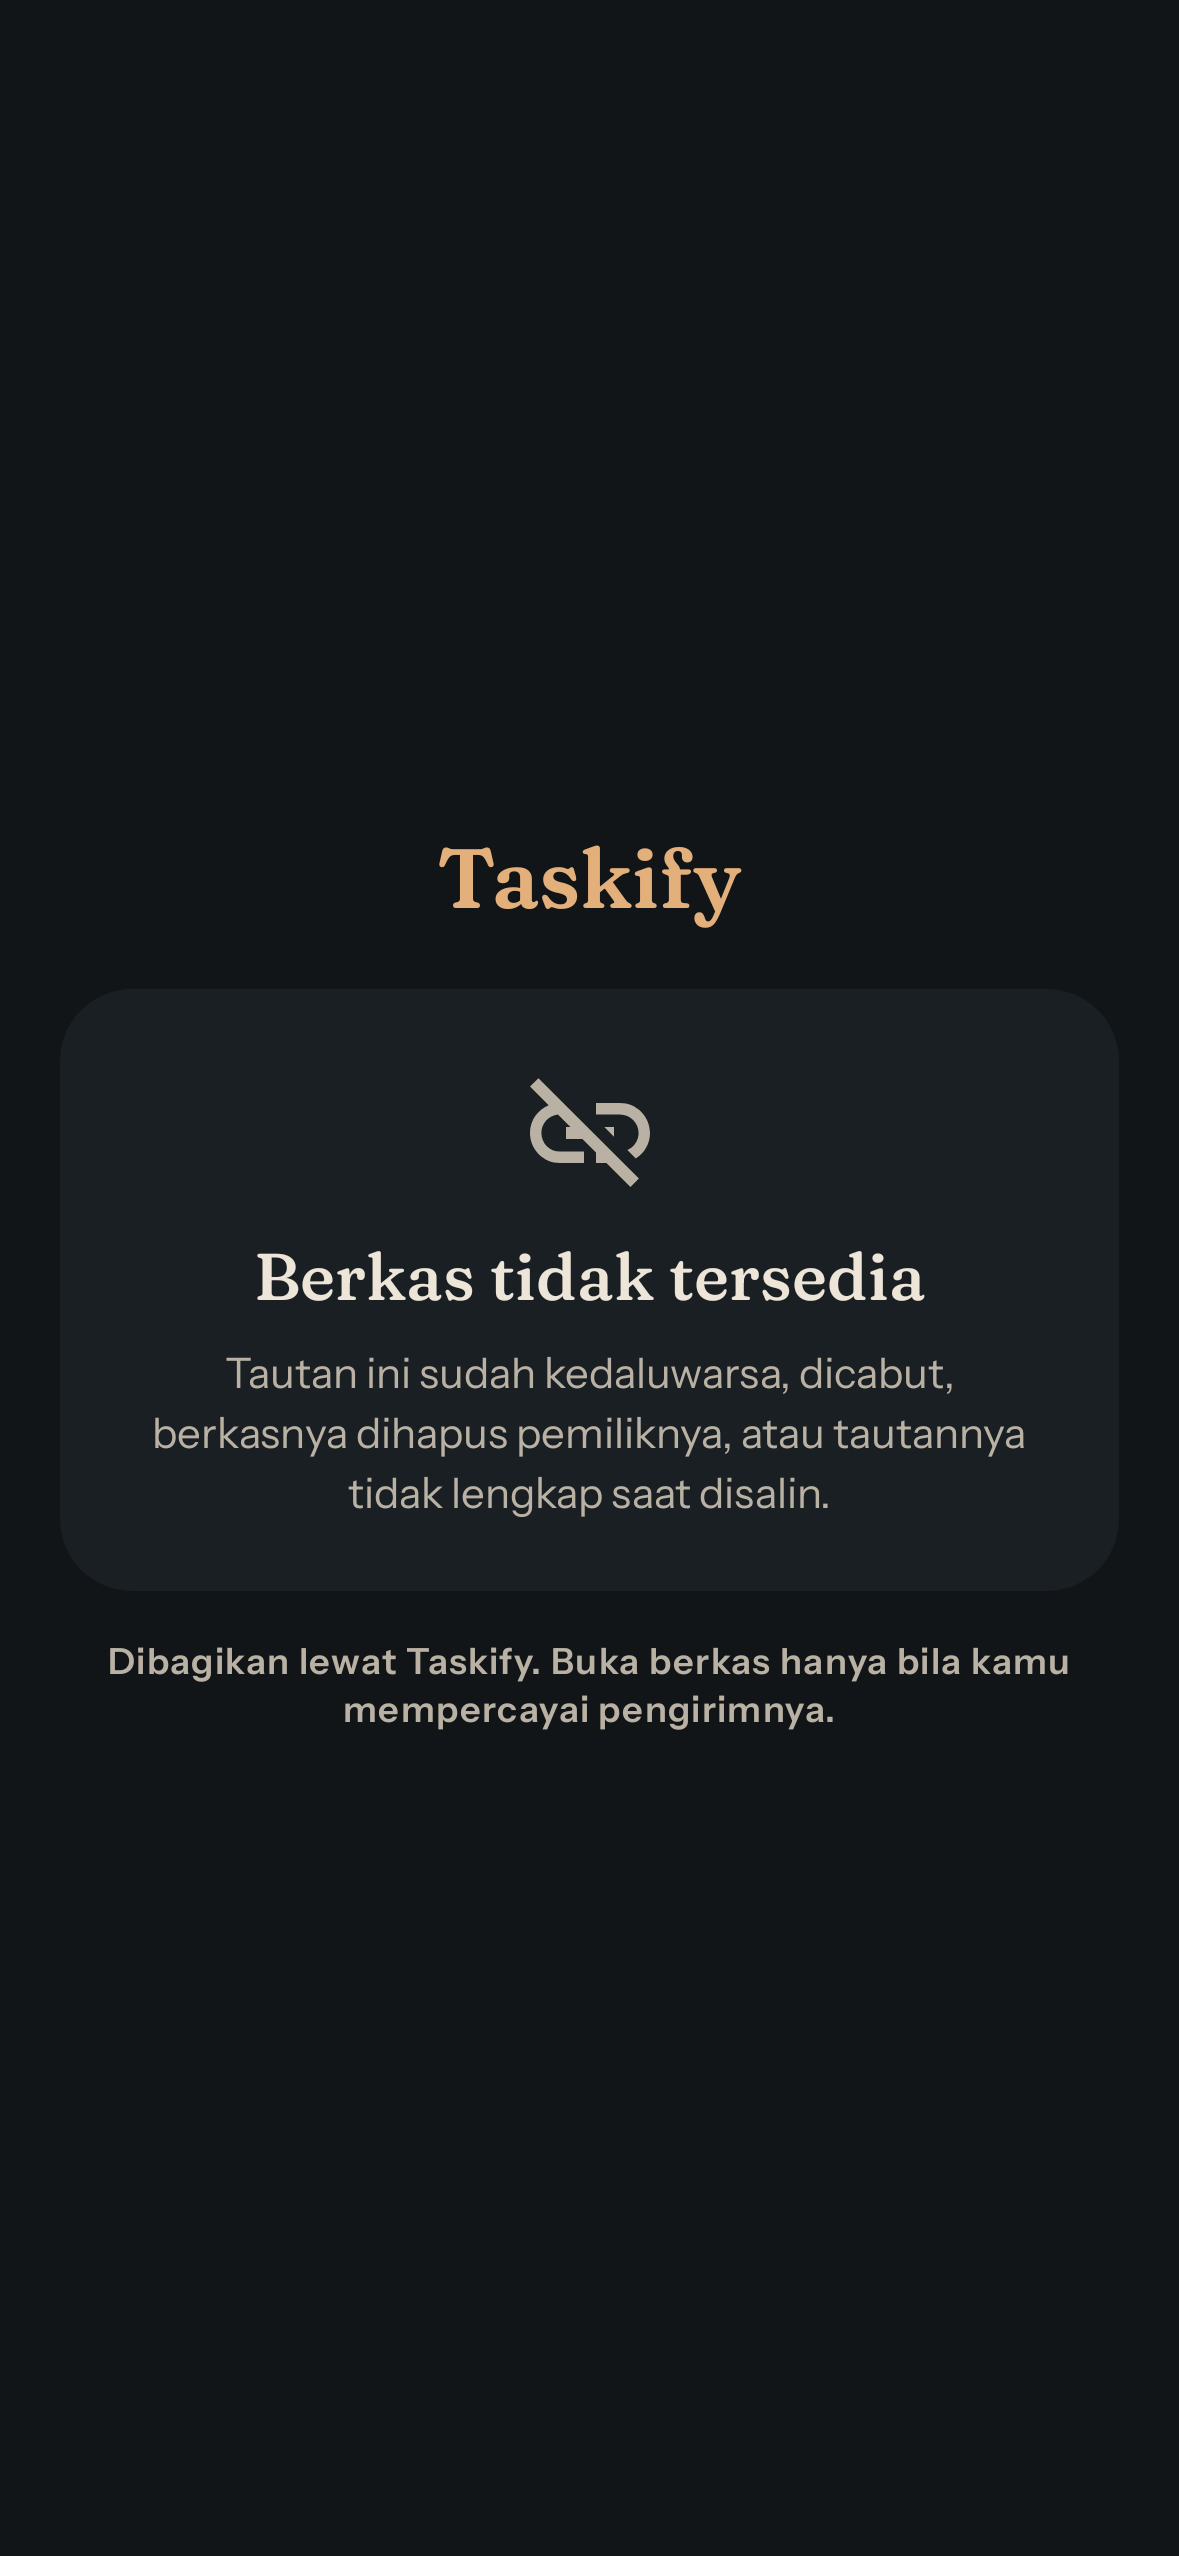 Taskify
Berkas tidak tersedia
Tautan ini sudah kedaluwarsa, dicabut,
berkasnya dihapus pemiliknya, atau tautannya
tidak lengkap saat disalin.
Dibagikan lewat Taskify. Buka berkas hanya bila kamu
mempercayai pengirimnya.